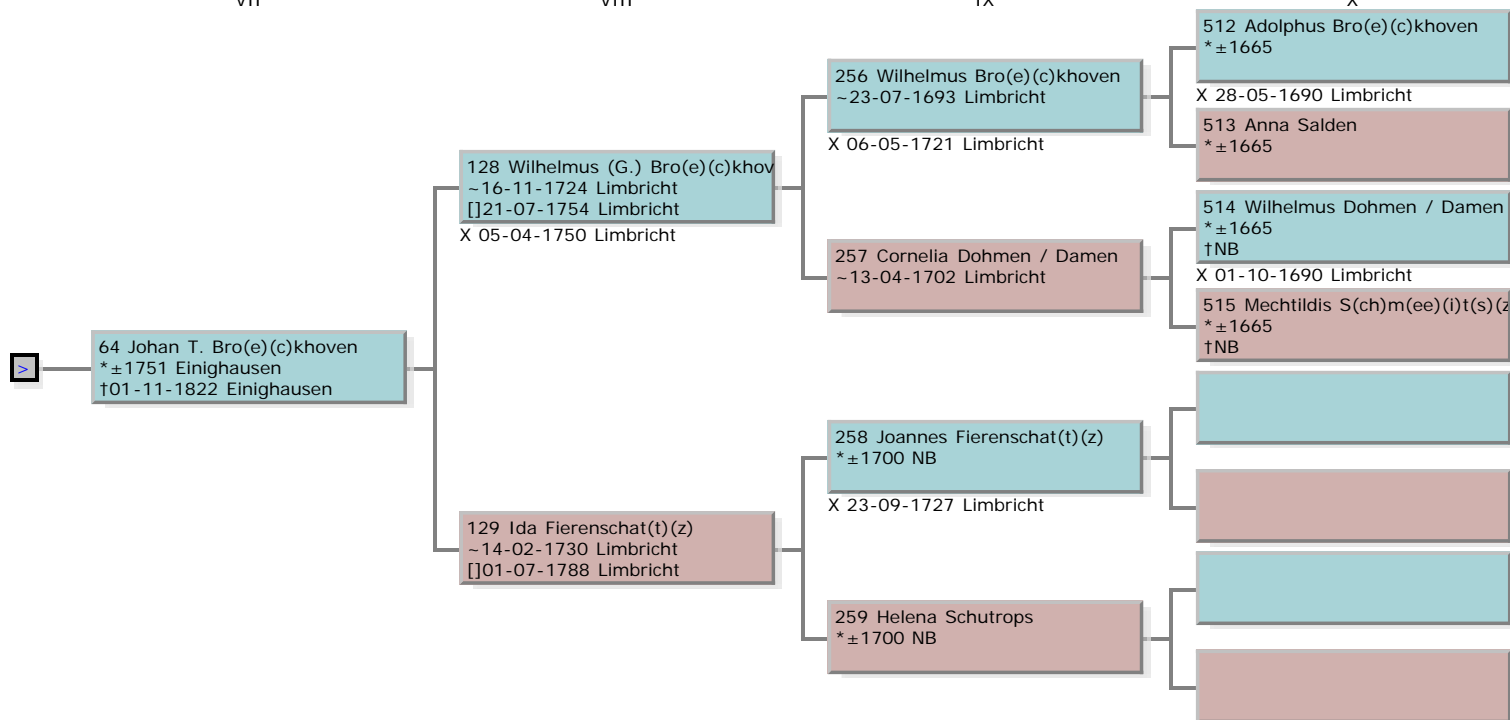 VII
VIII
IX
X
64 Johan T. Bro(e)(c)khoven
*±1751 Einighausen
†01-11-1822 Einighausen
128 Wilhelmus (G.) Bro(e)(c)khov
~16-11-1724 Limbricht
[]21-07-1754 Limbricht
X 05-04-1750 Limbricht
129 Ida Fierenschat(t)(z)
~14-02-1730 Limbricht
[]01-07-1788 Limbricht
256 Wilhelmus Bro(e)(c)khoven
~23-07-1693 Limbricht
X 06-05-1721 Limbricht
257 Cornelia Dohmen / Damen
~13-04-1702 Limbricht
258 Joannes Fierenschat(t)(z)
*±1700 NB
X 23-09-1727 Limbricht
259 Helena Schutrops
*±1700 NB
512 Adolphus Bro(e)(c)khoven
*±1665
X 28-05-1690 Limbricht
513 Anna Salden
*±1665
514 Wilhelmus Dohmen / Damen
*±1665
†NB
X 01-10-1690 Limbricht
515 Mechtildis S(ch)m(ee)(i)t(s)(z
*±1665
†NB
>